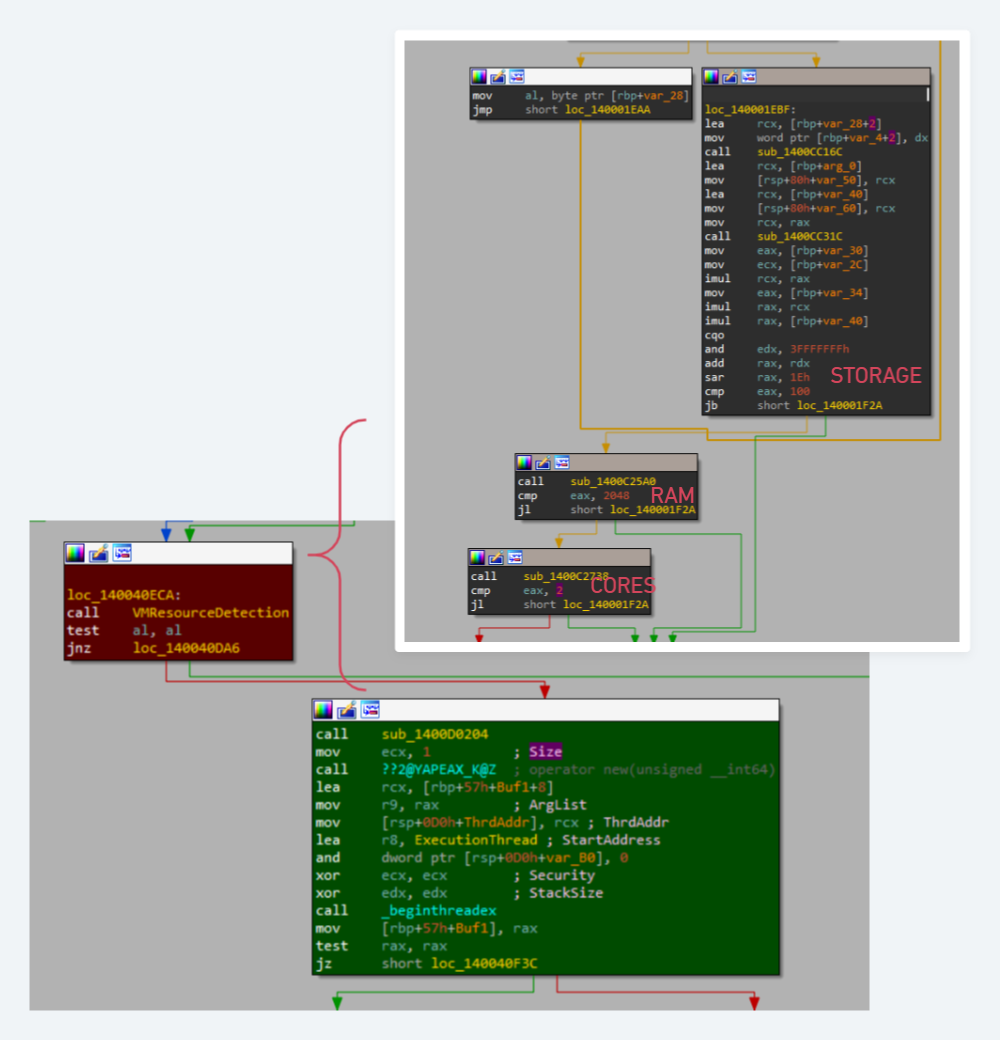 mov al, byte ptr [rbp+var_28]
jmp short loc_140001EAA
loc_140001EBF:
lea rcx, [rbp+var_28+2]
mov word ptr [rbp+var_4+2], dx
call sub_1400CC16C
lea rcx, [rbp+arg_0]
mov [rsp+80h+var_50], rcx
lea rcx, [rbp+var_40]
mov [rsp+80h+var_60], rcx
mov rcx, rax
call sub_1400CC31C
mov eax, [rbp+var_30]
mov ecx, [rbp+var_2C]
imul rcx, rax
mov eax, [rbp+var_34]
imul rax, rcx
imul rax, [rbp+var_40]
cqo
and edx, 3FFFFFFFh
add rax, rdx
sar rax, 1Eh
cmp eax, 100
jb short loc_140001F2A
STORAGE
call sub_1400C25A0
cmp eax, 2048
jl short loc_140001F2A
RAM
call sub_1400C2738
cmp eax, 2
jl short loc_140001F2A
CORES
loc_140040ECA:
call VMResourceDetection
test al, al
jnz loc_140040DA6
call sub_1400D0204
mov ecx, 1 ; Size
call ??2@YAPEAX_K@Z ; operator new(unsigned __int64)
lea rcx, [rbp+57h+Buf1+8]
mov r9, rax ; ArgList
mov [rsp+0D0h+ThrdAddr], rcx ; ThrdAddr
lea r8, ExecutionThread ; StartAddress
and dword ptr [rsp+0D0h+var_B0], 0
xor ecx, ecx ; Security
xor edx, edx ; StackSize
call _beginthreadex
mov [rbp+57h+Buf1], rax
test rax, rax
jz short loc_140040F3C